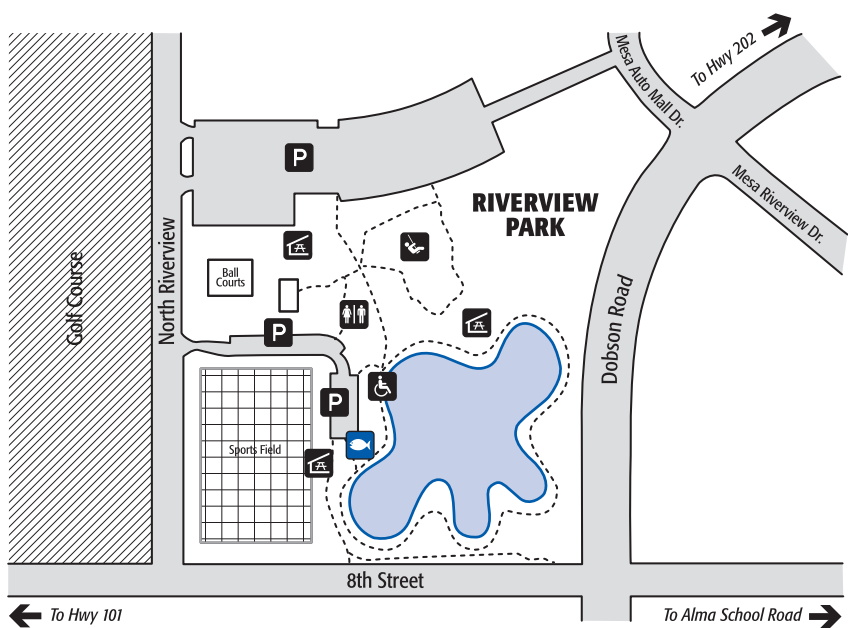 To Hwy 202
Mesa Auto Mall Dr.
P
RIVERVIEW
PARK
Mesa Riverview Dr.
North Riverview
Golf Course
Ball
Courts
P
Dobson Road
P
Sports Field
8th Street
To Hwy 101
To Alma School Road